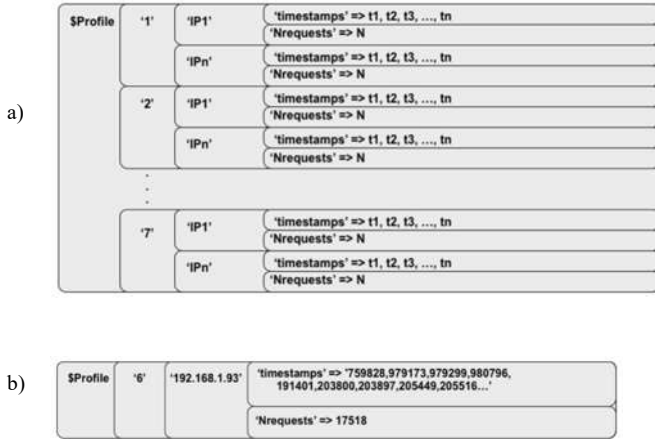 a)
$Profile
‘1’
‘IP1’
‘timestamps’ => t1, t2, t3, …, tn
‘Nrequests’ => N
‘IPn’
‘timestamps’ => t1, t2, t3, …, tn
‘Nrequests’ => N
‘2’
‘IP1’
‘timestamps’ => t1, t2, t3, …, tn
‘Nrequests’ => N
‘IPn’
‘timestamps’ => t1, t2, t3, …, tn
‘Nrequests’ => N
.
.
.
‘7’
‘IP1’
‘timestamps’ => t1, t2, t3, …, tn
‘Nrequests’ => N
‘IPn’
‘timestamps’ => t1, t2, t3, …, tn
‘Nrequests’ => N
b)
$Profile
‘6’
‘192.168.1.93’
‘timestamps’ => ‘759828,979173,979299,980796,
191401,203800,203897,205449,205516…’
‘Nrequests’ => 17518